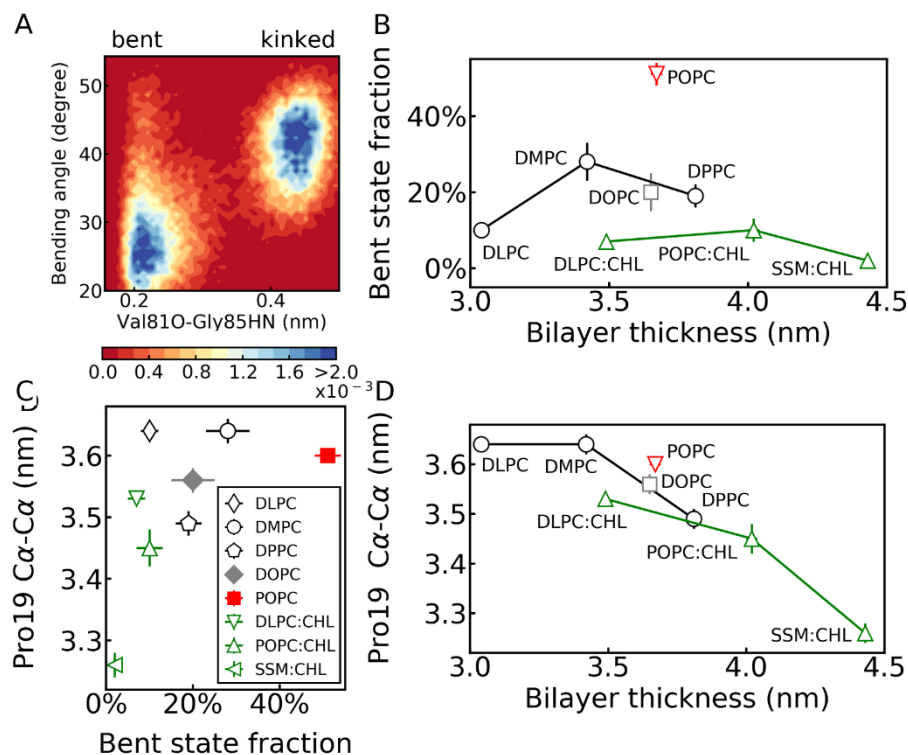 A
bent kinked
Bending angle (degree)
50
40
30
20
0.2 0.4
Val81O-Gly85HN (nm)
0.0 0.4 0.8 1.2 1.6 >2.0
x10⁻³
B
Bent state fraction
40%
20%
0%
POPC
DMPC
DPPC
DOPC
DLPC
DLPC:CHL
POPC:CHL
SSM:CHL
3.0 3.5 4.0 4.5
Bilayer thickness (nm)
C
Pro19 Cα-Cα (nm)
3.6
3.5
3.4
3.3
DLPC
DMPC
DPPC
DOPC
POPC
DLPC:CHL
POPC:CHL
SSM:CHL
0% 20% 40%
Bent state fraction
D
Pro19 Cα-Cα (nm)
3.6
3.5
3.4
3.3
POPC
DLPC
DMPC
DOPC
DPPC
DLPC:CHL
POPC:CHL
SSM:CHL
3.0 3.5 4.0 4.5
Bilayer thickness (nm)